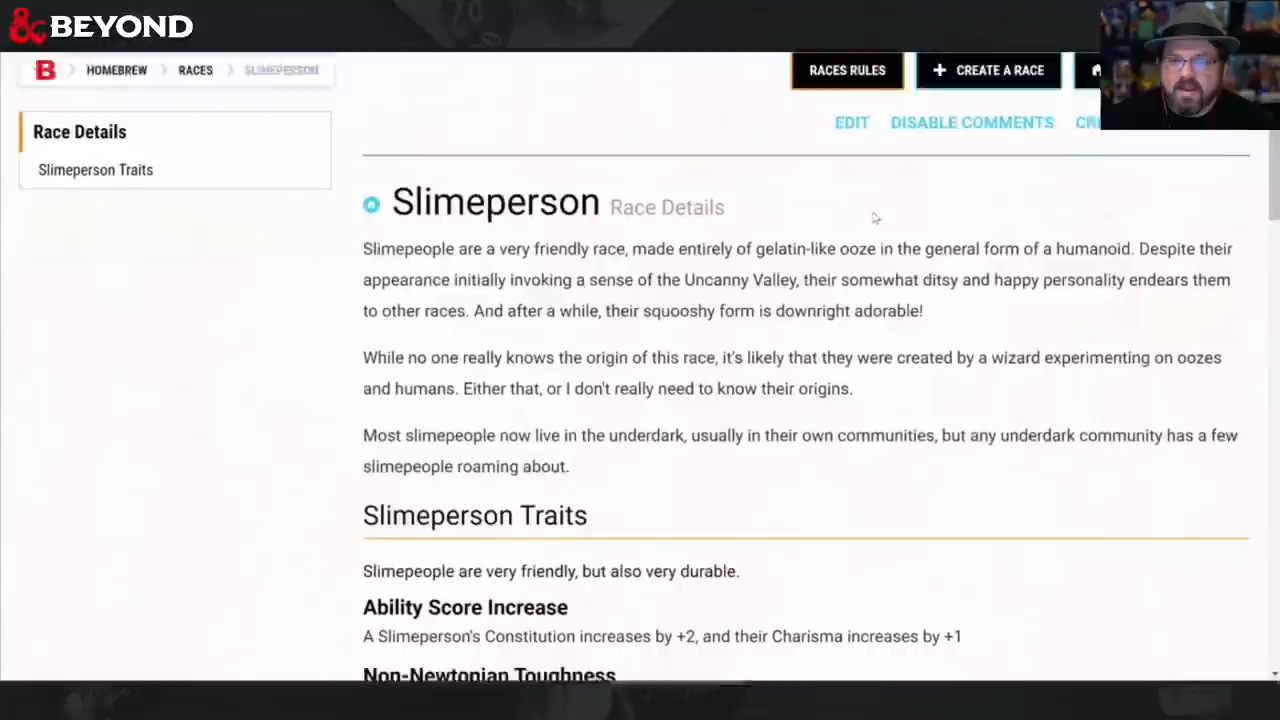 & BEYOND
B HOMEBREW RACES SLIMEPERSON
RACES RULES
+ CREATE A RACE
Race Details
Slimeperson Traits
EDIT DISABLE COMMENTS
Slimeperson Race Details
Slimepeople are a very friendly race, made entirely of gelatin-like ooze in the general form of a humanoid. Despite their
appearance initially invoking a sense of the Uncanny Valley, their somewhat ditsy and happy personality endears them
to other races. And after a while, their squooshy form is downright adorable!
While no one really knows the origin of this race, it's likely that they were created by a wizard experimenting on oozes
and humans. Either that, or I don't really need to know their origins.
Most slimepeople now live in the underdark, usually in their own communities, but any underdark community has a few
slimepeople roaming about.
Slimeperson Traits
Slimepeople are very friendly, but also very durable.
Ability Score Increase
A Slimeperson's Constitution increases by +2, and their Charisma increases by +1
Non-Newtonian Toughness